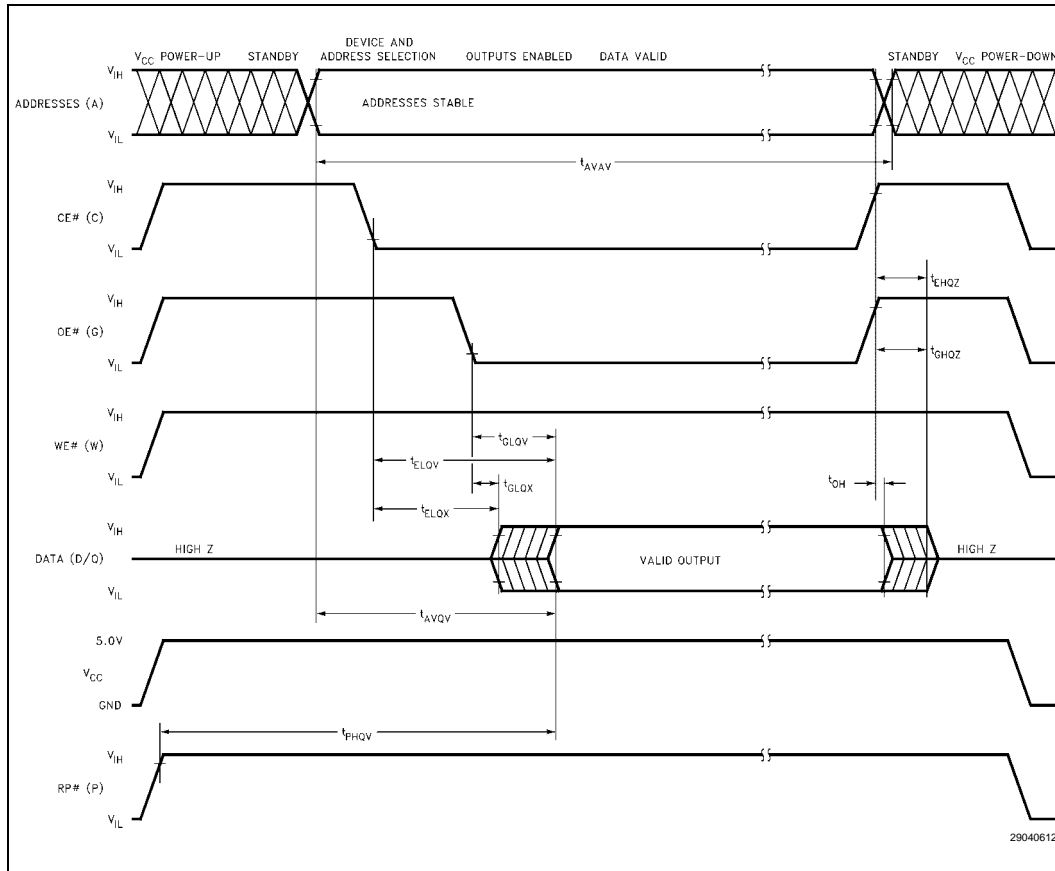 DEVICE AND
V_CC POWER-UP STANDBY ADDRESS SELECTION OUTPUTS ENABLED DATA VALID STANDBY V_CC POWER-DOWN
V_IH
ADDRESSES (A) ADDRESSES STABLE
V_IL
t_AVAV
V_IH
CE# (C)
V_IL
t_EHQZ
V_IH
OE# (G)
t_GHQZ
V_IL
V_IH
WE# (W)
t_GLQV
t_ELQV
V_IL
t_GLQX
t_OH
t_ELQX
V_IH
HIGH Z HIGH Z
DATA (D/Q) VALID OUTPUT
V_IL
t_AVQV
5.0V
V_CC
GND
t_PHQV
V_IH
RP# (P)
V_IL
29040612